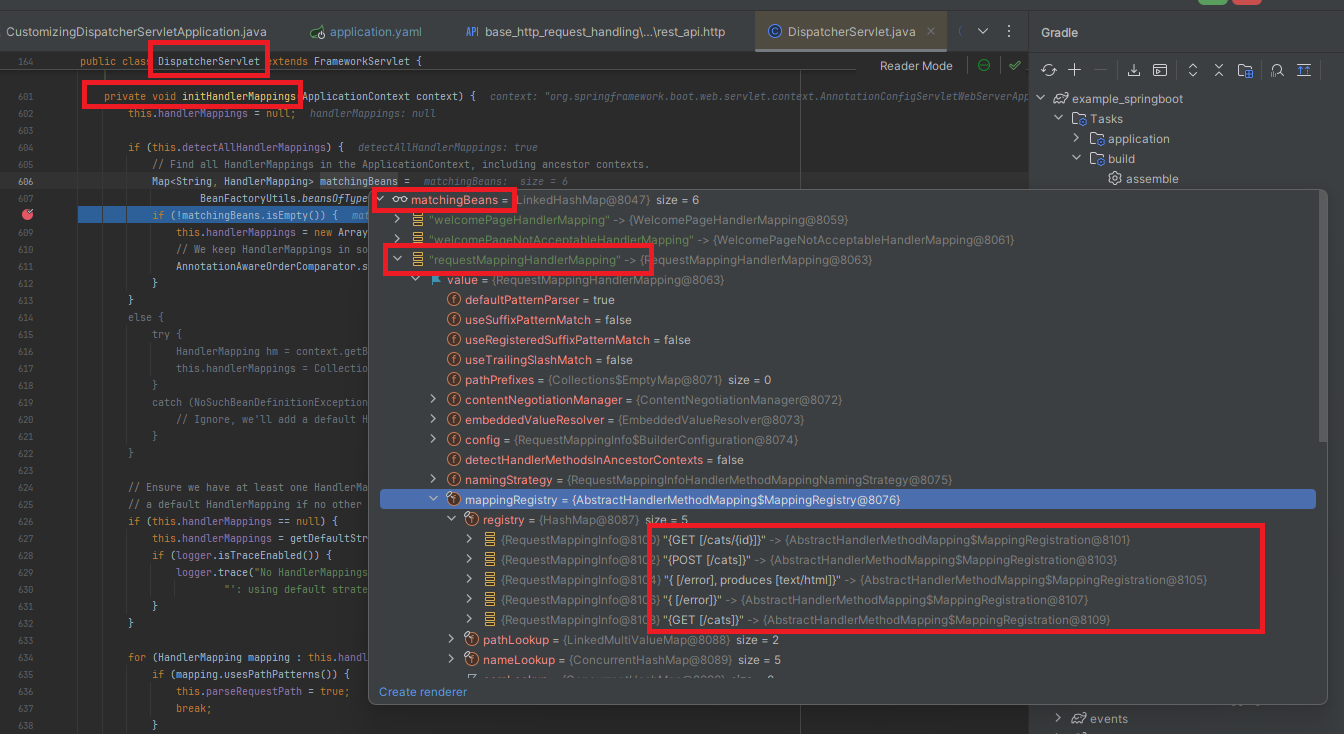 CustomizingDispatcherServletApplication.java
application.yaml
API base_http_request_handling\...\rest_api.http
DispatcherServlet.java
Gradle
164 public class DispatcherServlet extends FrameworkServlet {
Reader Mode
601 private void initHandlerMappings(ApplicationContext context) { context: "org.springframework.boot.web.servlet.context.AnnotationConfigServletWebServerApp
602 this.handlerMappings = null; handlerMappings: null
603
604 if (this.detectAllHandlerMappings) { detectAllHandlerMappings: true
605 // Find all HandlerMappings in the ApplicationContext, including ancestor contexts.
606 Map<String, HandlerMapping> matchingBeans = matchingBeans: size = 6
607 BeanFactoryUtils.beansOfType
if (!matchingBeans.isEmpty()) { mat
609 this.handlerMappings = new Array
610 // We keep HandlerMappings in so
611 AnnotationAwareOrderComparator.s
612 }
613 }
614 else {
615 try {
616 HandlerMapping hm = context.getB
617 this.handlerMappings = Collectio
618 }
619 catch (NoSuchBeanDefinitionException
620 // Ignore, we'll add a default H
621 }
622 }
623
624 // Ensure we have at least one HandlerMa
625 // a default HandlerMapping if no other
626 if (this.handlerMappings == null) {
627 this.handlerMappings = getDefaultStr
628 if (logger.isTraceEnabled()) {
629 logger.trace("No HandlerMappings
630 "': using default strate
631 }
632 }
633
634 for (HandlerMapping mapping : this.handl
635 if (mapping.usesPathPatterns()) {
636 this.parseRequestPath = true;
637 break;
638 }
matchingBeans = {LinkedHashMap@8047} size = 6
"welcomePageHandlerMapping" -> {WelcomePageHandlerMapping@8059}
"welcomePageNotAcceptableHandlerMapping" -> {WelcomePageNotAcceptableHandlerMapping@8061}
"requestMappingHandlerMapping" -> {RequestMappingHandlerMapping@8063}
value = {RequestMappingHandlerMapping@8063}
defaultPatternParser = true
useSuffixPatternMatch = false
useRegisteredSuffixPatternMatch = false
useTrailingSlashMatch = false
pathPrefixes = {Collections$EmptyMap@8071} size = 0
contentNegotiationManager = {ContentNegotiationManager@8072}
embeddedValueResolver = {EmbeddedValueResolver@8073}
config = {RequestMappingInfo$BuilderConfiguration@8074}
detectHandlerMethodsInAncestorContexts = false
namingStrategy = {RequestMappingInfoHandlerMethodMappingNamingStrategy@8075}
mappingRegistry = {AbstractHandlerMethodMapping$MappingRegistry@8076}
registry = {HashMap@8087} size = 5
{RequestMappingInfo@8100} "{GET [/cats/{id}]}" -> {AbstractHandlerMethodMapping$MappingRegistration@8101}
{RequestMappingInfo@8102} "{POST [/cats]}" -> {AbstractHandlerMethodMapping$MappingRegistration@8103}
{RequestMappingInfo@8104} "{ [/error], produces [text/html]}" -> {AbstractHandlerMethodMapping$MappingRegistration@8105}
{RequestMappingInfo@8106} "{ [/error]}" -> {AbstractHandlerMethodMapping$MappingRegistration@8107}
{RequestMappingInfo@8108} "{GET [/cats]}" -> {AbstractHandlerMethodMapping$MappingRegistration@8109}
pathLookup = {LinkedMultiValueMap@8088} size = 2
nameLookup = {ConcurrentHashMap@8089} size = 5
Create renderer
example_springboot
Tasks
application
build
assemble
events